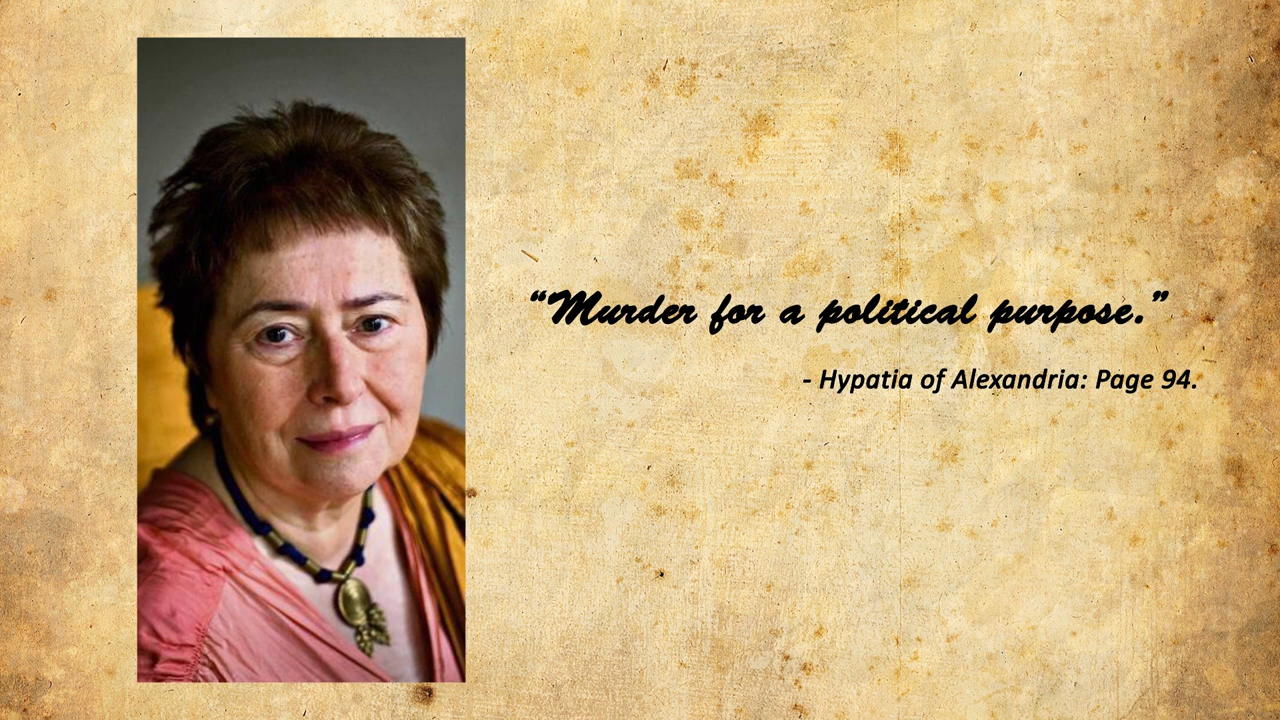 “Murder for a political purpose.”
- Hypatia of Alexandria: Page 94.